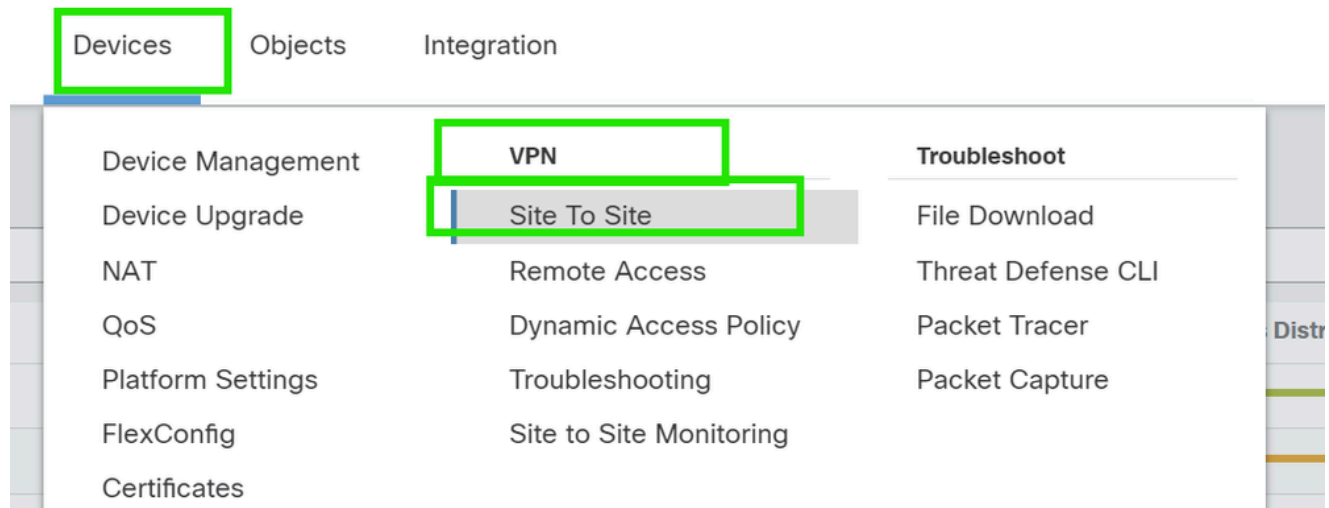 Devices Objects Integration
Device Management
Device Upgrade
NAT
QoS
Platform Settings
FlexConfig
Certificates
VPN
Site To Site
Remote Access
Dynamic Access Policy
Troubleshooting
Site to Site Monitoring
Troubleshoot
File Download
Threat Defense CLI
Packet Tracer
Packet Capture